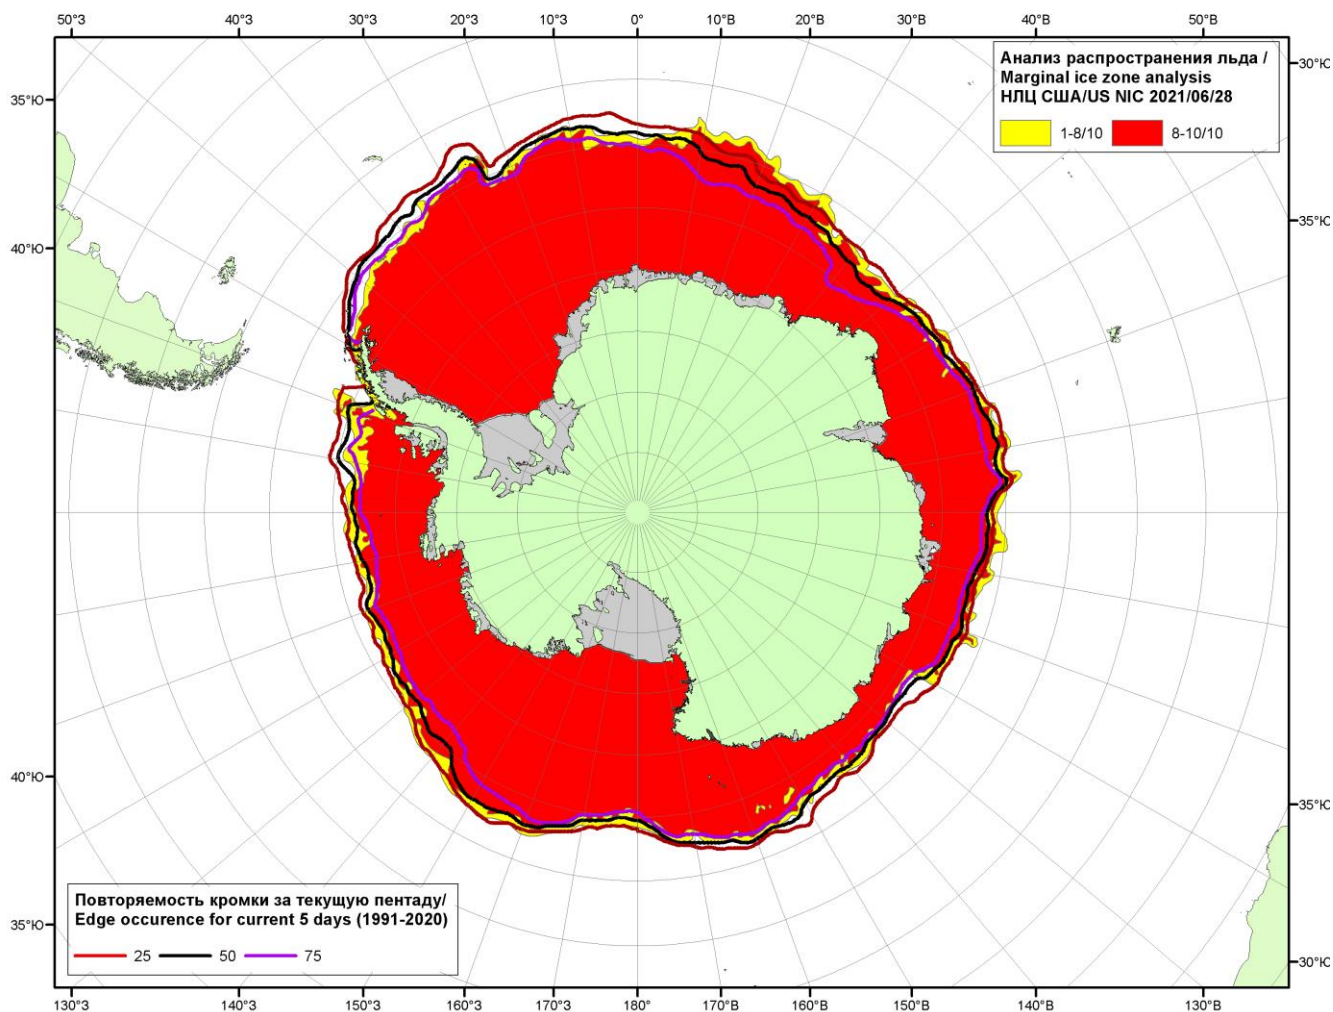 50°З 40°З 30°З 20°З 10°З 0° 10°В 20°В 30°В 40°В 50°В
Анализ распространения льда /
Marginal ice zone analysis
НЛЦ США/US NIC 2021/06/28
1-8/10 8-10/10
30°Ю
35°Ю
35°Ю
40°Ю
40°Ю
35°Ю
Повторяемость кромки за текущую пентаду/
Edge occurence for current 5 days (1991-2020)
25 50 75
35°Ю
30°Ю
130°З 140°З 150°З 160°З 170°З 180° 170°В 160°В 150°В 140°В 130°В